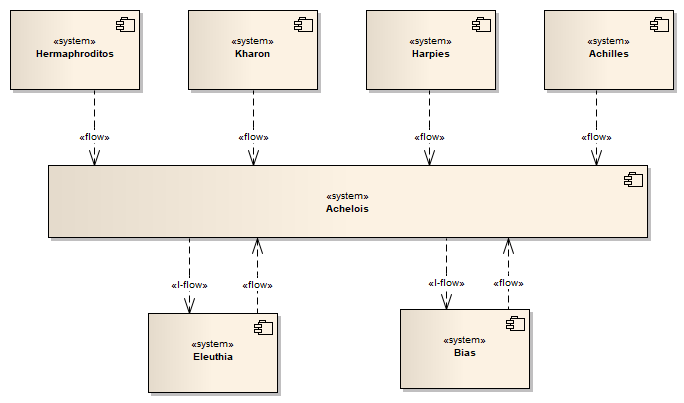 «system»
Hermaphroditos
«system»
Kharon
«system»
Harpies
«system»
Achilles
«flow»
«flow»
«flow»
«flow»
«system»
Achelois
«I-flow»
«flow»
«I-flow»
«flow»
«system»
Eleuthia
«system»
Bias